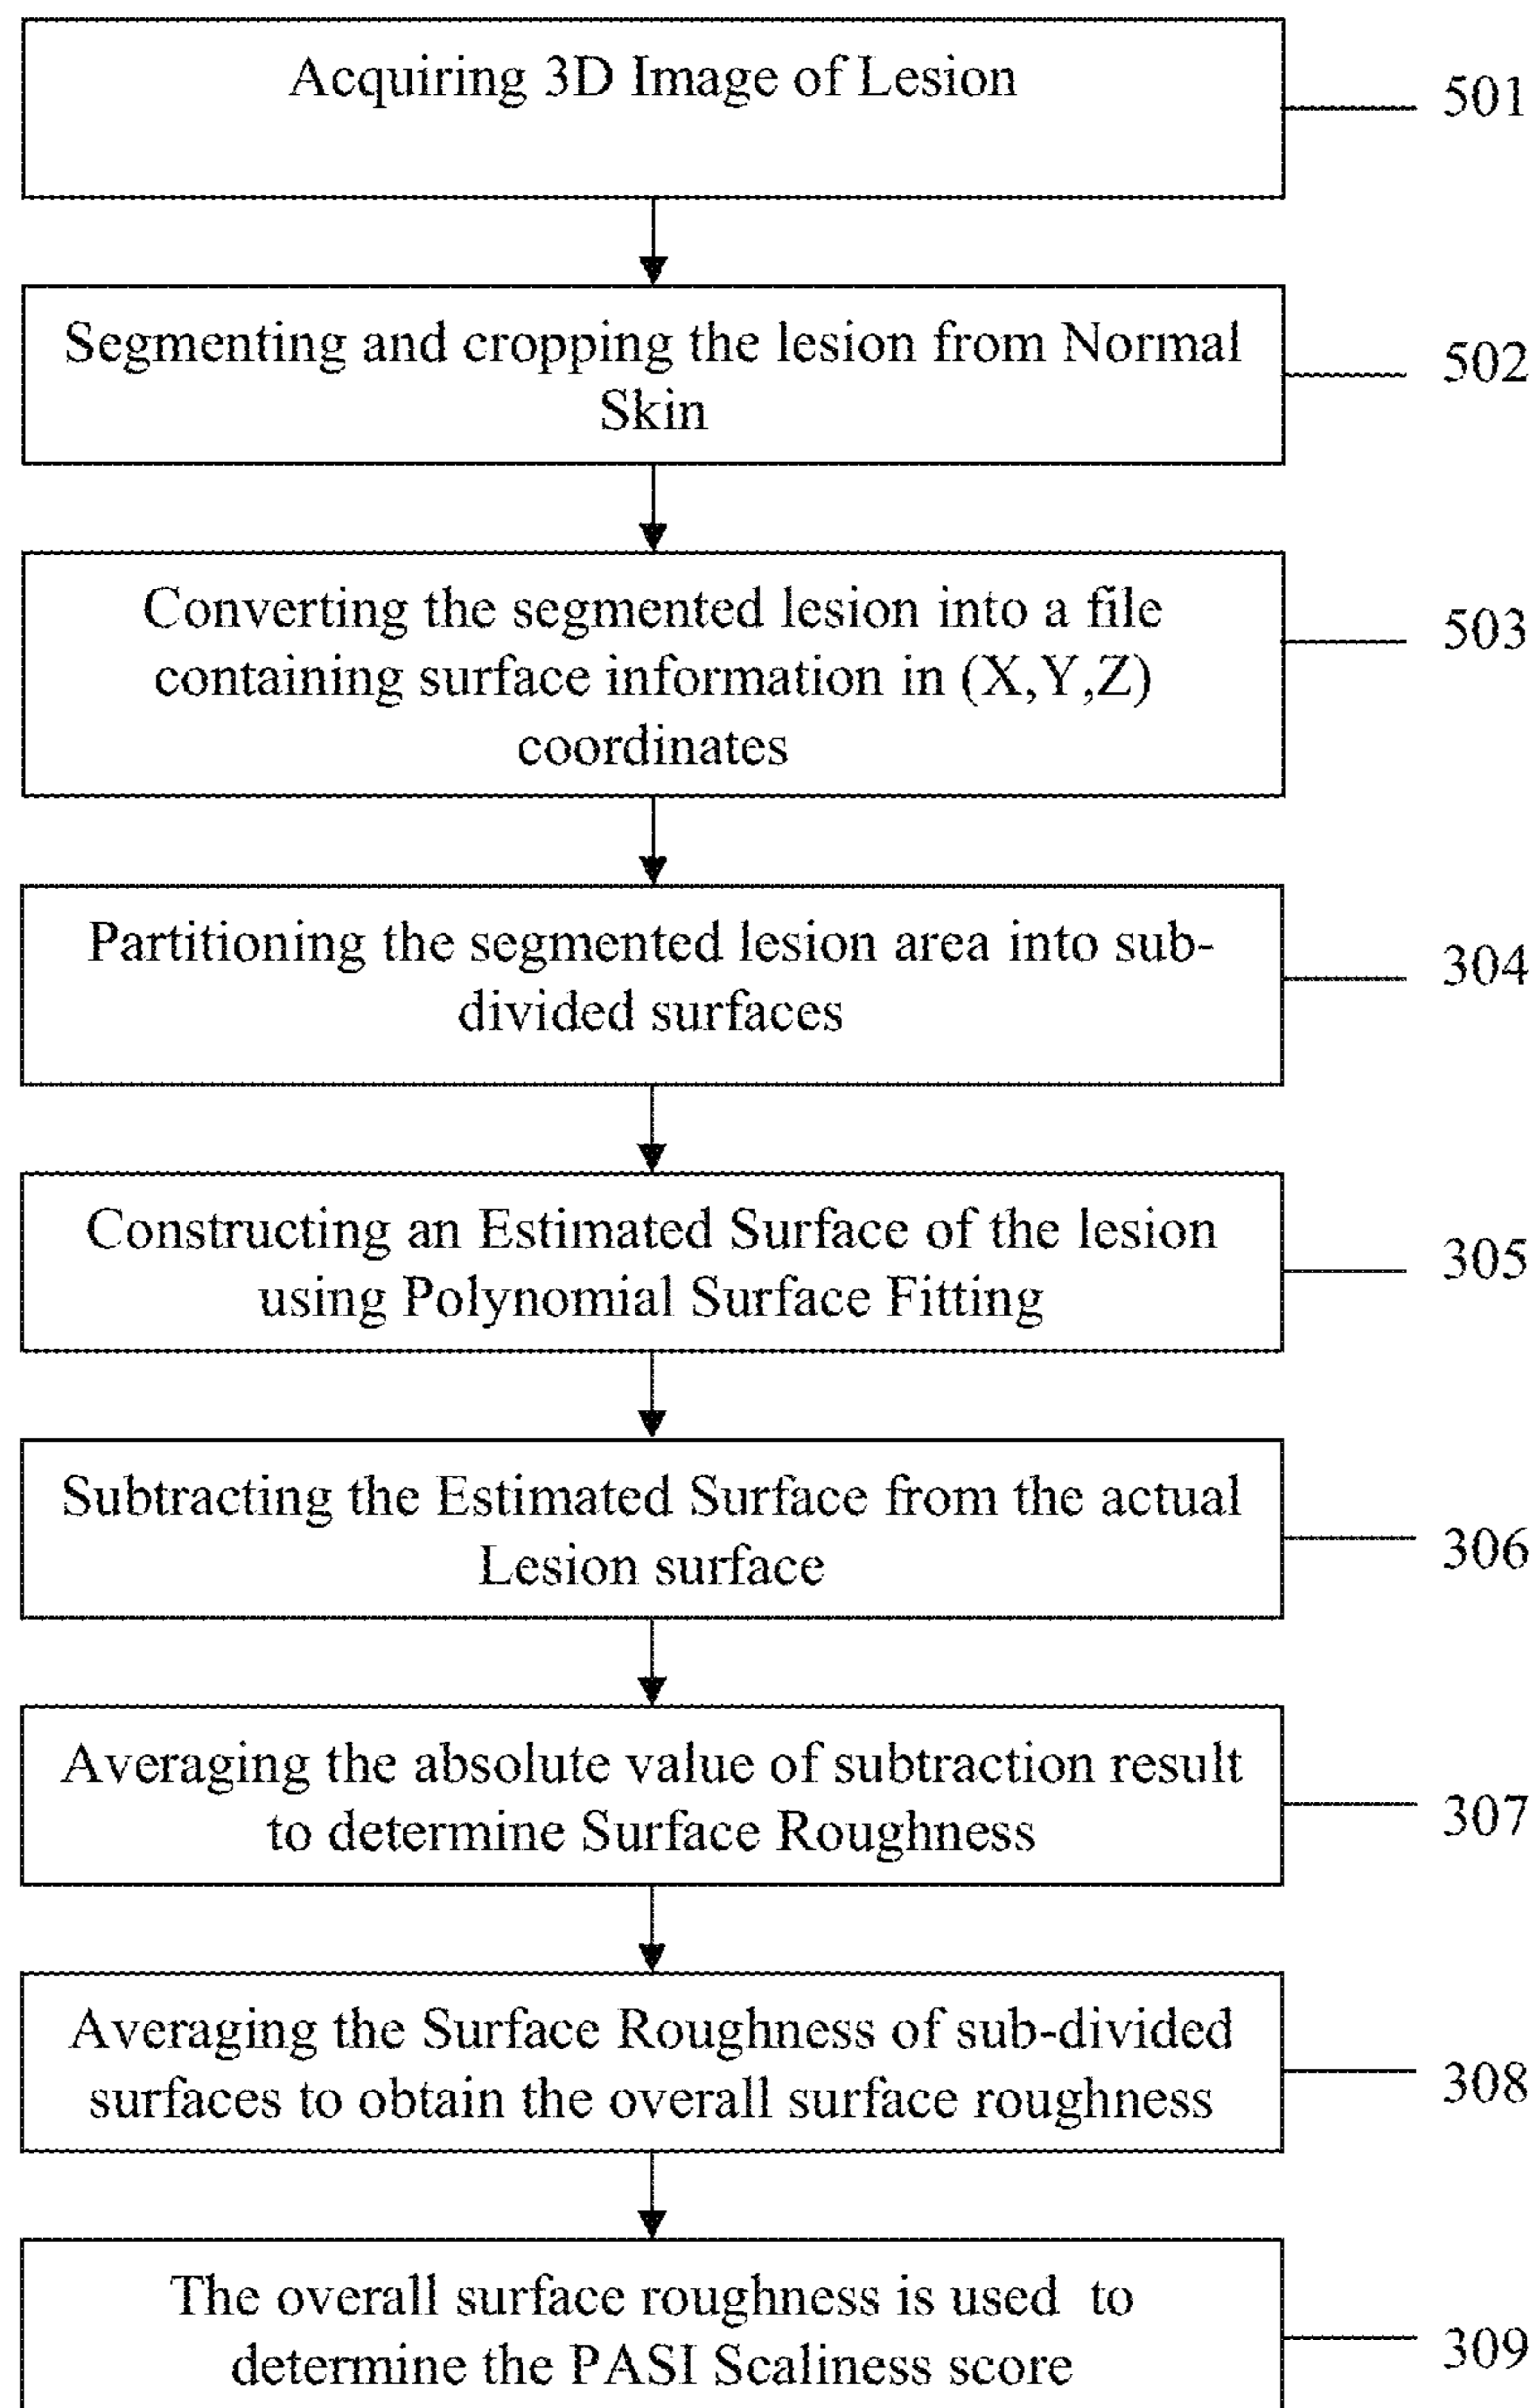 Acquiring 3D Image of Lesion
501
Segmenting and cropping the lesion from Normal
Skin
502
Converting the segmented lesion into a file
containing surface information in (X,Y,Z)
coordinates
503
Partitioning the segmented lesion area into sub-
divided surfaces
304
Constructing an Estimated Surface of the lesion
using Polynomial Surface Fitting
305
Subtracting the Estimated Surface from the actual
Lesion surface
306
Averaging the absolute value of subtraction result
to determine Surface Roughness
307
Averaging the Surface Roughness of sub-divided
surfaces to obtain the overall surface roughness
308
The overall surface roughness is used to
determine the PASI Scaliness score
309